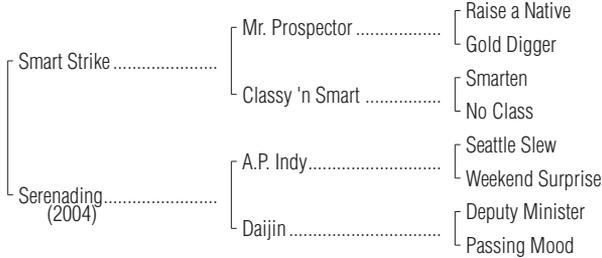 Raise a Native
Mr. Prospector ..................
Gold Digger
Smart Strike ......................
Smarten
Classy 'n Smart ................
No Class
Seattle Slew
A.P. Indy............................
Weekend Surprise
Serenading........................
(2004)
Deputy Minister
Daijin ................................
Passing Mood